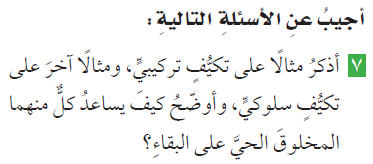 أجيبُ عنِ الأسئلةِ التاليةِ :
٧ أذكرُ مثالًا على تكيُّفٍ تركيبيٍّ، ومثالًا آخرَ على
تكيُّفٍ سلوكيٍّ، وأوضّحُ كيفَ يساعدُ كلٌّ منهما
المخلوقَ الحيَّ على البقاءِ؟